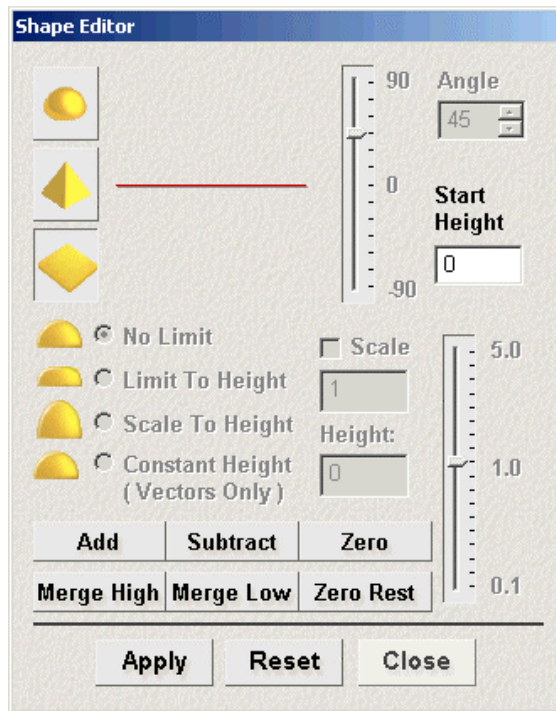 Shape Editor
90
Angle
45
0
Start
Height
0
-90
No Limit
Scale
5.0
Limit To Height
1
Scale To Height
Height:
Constant Height
( Vectors Only )
0
1.0
Add Subtract Zero
Merge High Merge Low Zero Rest
0.1
Apply Reset Close